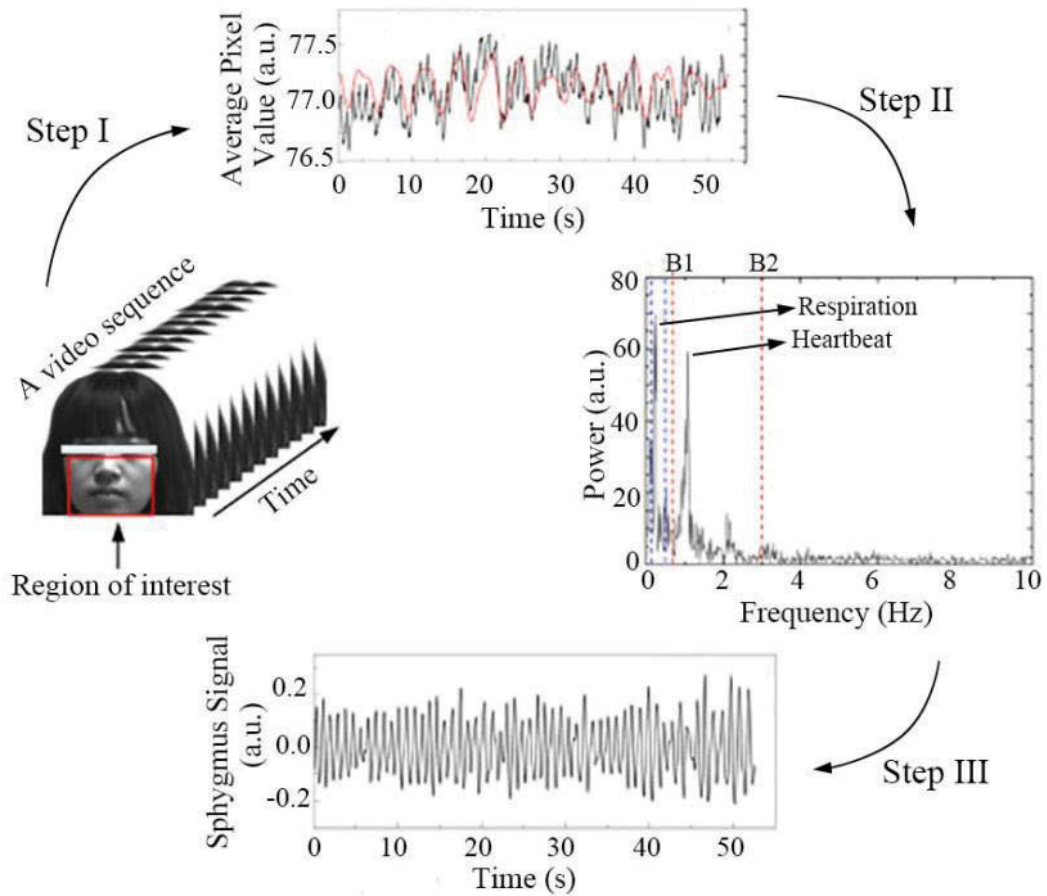 Step I
Average Pixel
Value (a.u.)
77.5
77.0
76.5
0 10 20 30 40 50
Time (s)
Step II
A video sequence
Time
Region of interest
B1 B2
80
60
40
20
0
Respiration
Heartbeat
Power (a.u.)
0 2 4 6 8 10
Frequency (Hz)
Step III
Sphygmus Signal
(a.u.)
0.2
0.0
-0.2
0 10 20 30 40 50
Time (s)